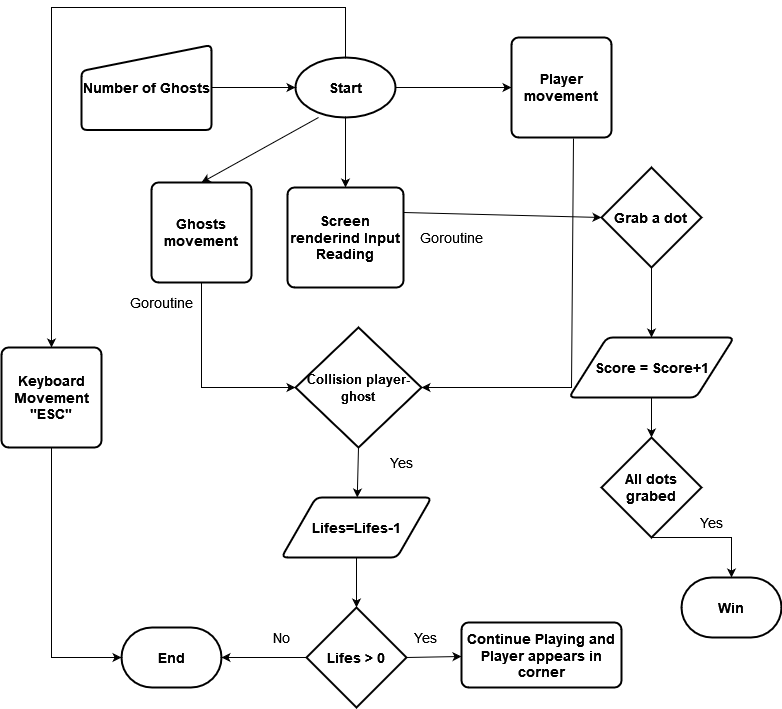 Number of Ghosts
Start
Player
movement
Ghosts
movement
Screen
renderind Input
Reading
Goroutine
Grab a dot
Goroutine
Keyboard
Movement
"ESC"
Collision player-
ghost
Score = Score+1
Yes
All dots
grabed
Yes
Lifes=Lifes-1
Win
No
Yes
End
Lifes > 0
Continue Playing and
Player appears in
corner